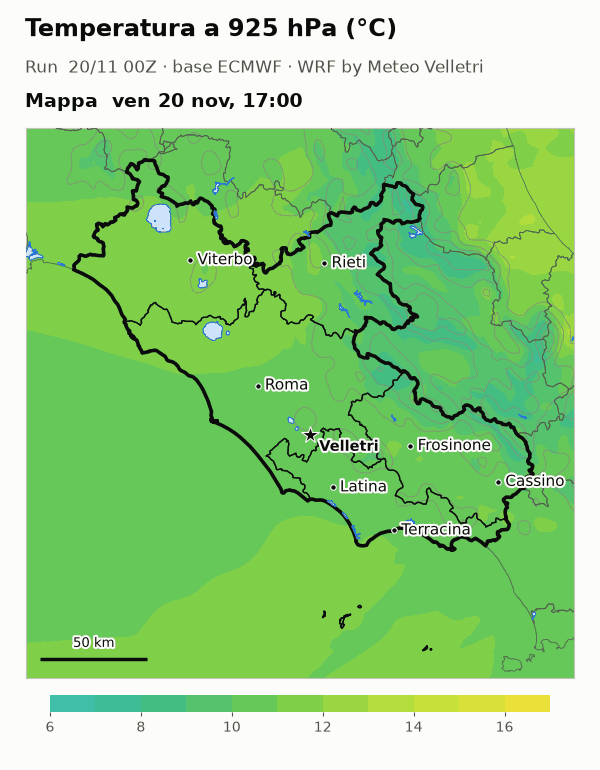 Temperatura a 925 hPa (°C)
Run  20/11 00Z · base ECMWF · WRF by Meteo Velletri
Mappa  ven 20 nov, 17:00
Viterbo
Rieti
Roma
Velletri
Frosinone
Latina
Cassino
Terracina
50 km
6 8 10 12 14 16